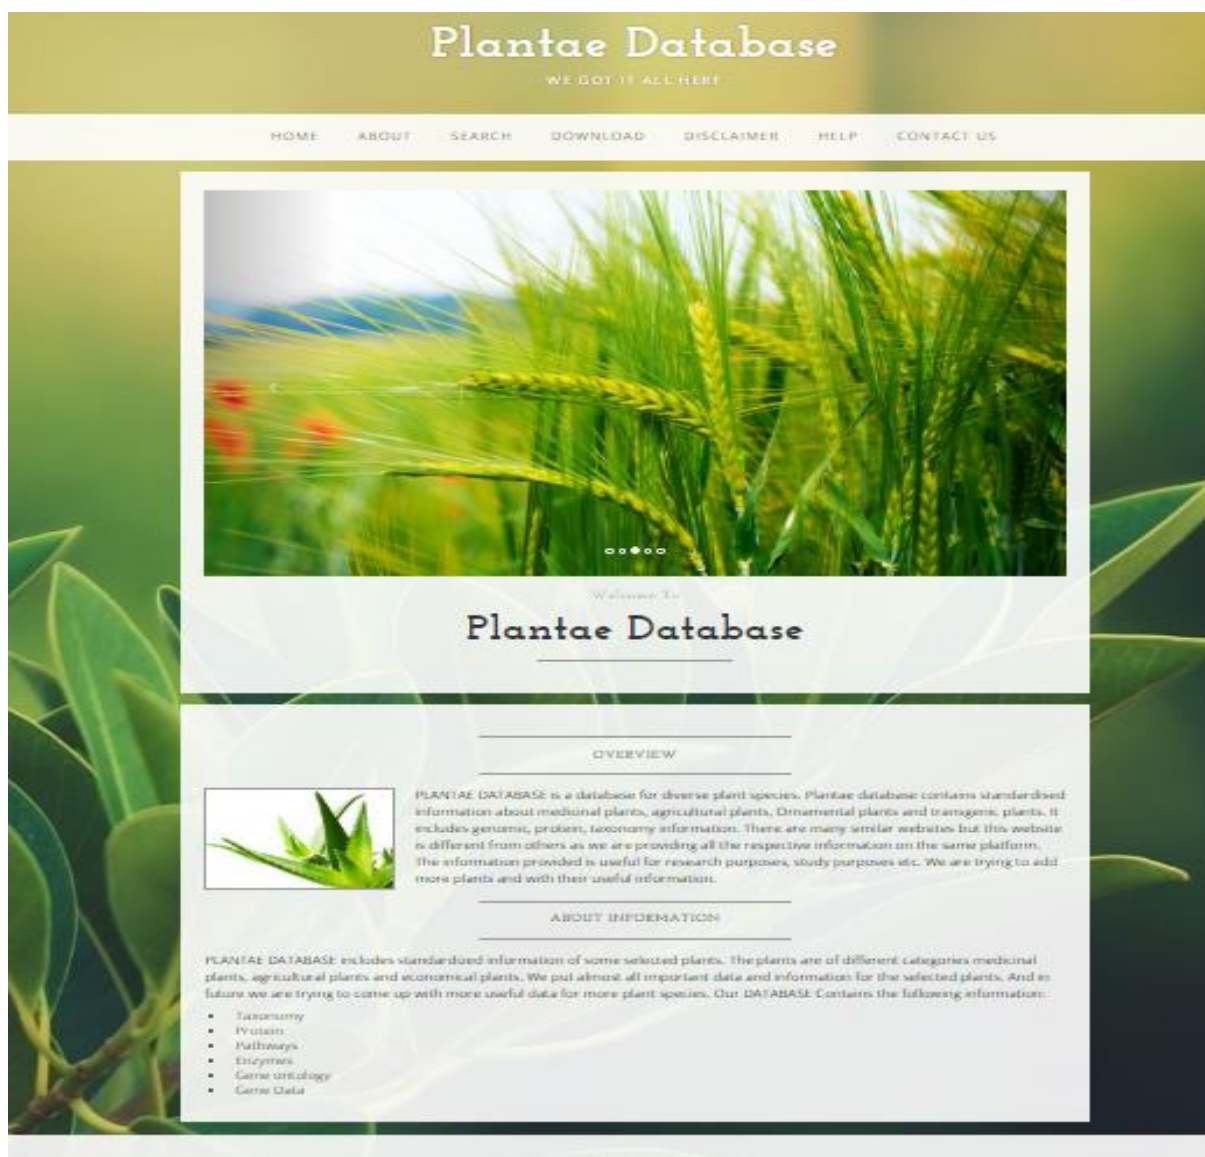 Plantae Database
WE GOT IT ALL HERE
HOME ABOUT SEARCH DOWNLOAD DISCLAIMER HELP CONTACT US
Welcome To
Plantae Database
OVERVIEW
PLANTAE DATABASE is a database for diverse plant species. Plantae database contains standardised
information about medicinal plants, agricultural plants, Ornamental plants and transgenic plants. It
includes genomic, protein, taxonomy information. There are many similar websites but this website
is different from others as we are providing all the respective information on the same platform.
The information provided is useful for research purposes, study purposes etc. We are trying to add
more plants and with their useful information.
ABOUT INFORMATION
PLANTAE DATABASE includes standardized information of some selected plants. The plants are of different categories medicinal
plants, agricultural plants and economical plants. We put almost all important data and information for the selected plants. And in
future we are trying to come up with more useful data for more plant species. Our DATABASE Contains the following information:
▪ Taxonomy
▪ Protein
▪ Pathways
▪ Enzymes
▪ Gene ontology
▪ Gene Data